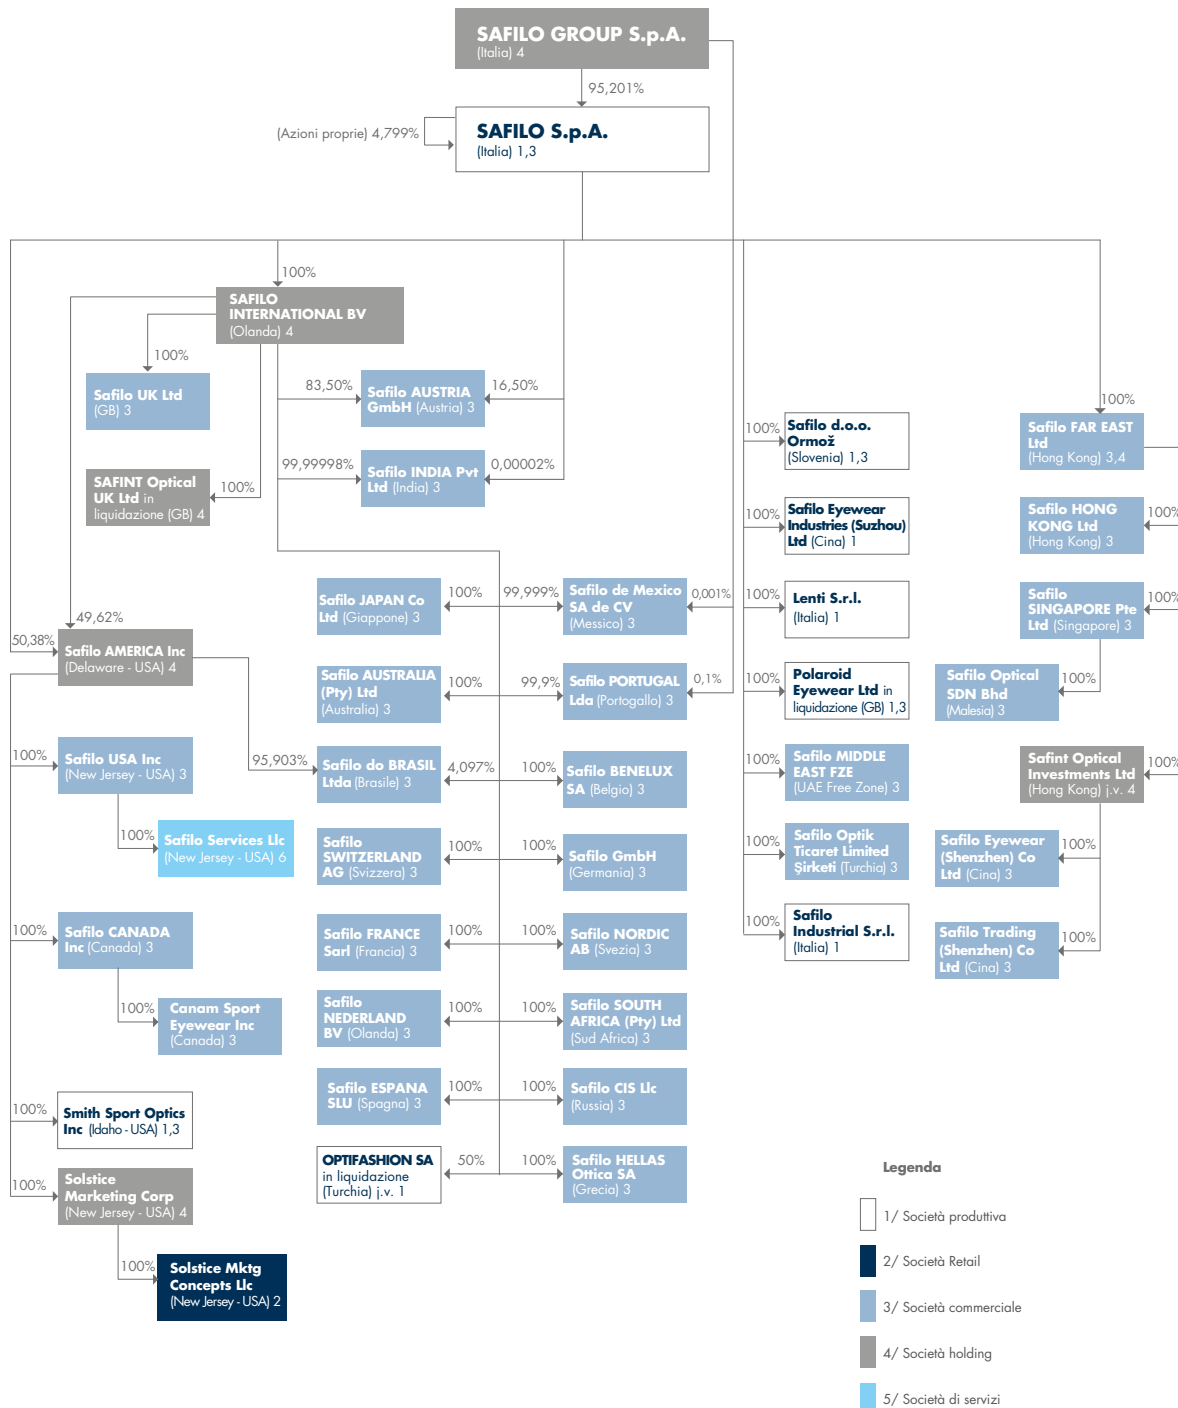 SAFILO GROUP S.p.A.
(Italia) 4
95,201%
(Azioni proprie) 4,799%
SAFILO S.p.A.
(Italia) 1,3
100%
SAFILO
INTERNATIONAL BV
(Olanda) 4
100%
Safilo UK Ltd
(GB) 3
83,50%
Safilo AUSTRIA
GmbH (Austria) 3
16,50%
SAFINT Optical
UK Ltd in
liquidazione (GB) 4
100%
99,99998%
Safilo INDIA Pvt
Ltd (India) 3
0,00002%
49,62%
50,38%
Safilo AMERICA Inc
(Delaware - USA) 4
100%
Safilo USA Inc
(New Jersey - USA) 3
100%
Safilo Services Llc
(New Jersey - USA) 6
100%
Safilo CANADA
Inc (Canada) 3
100%
Canam Sport
Eyewear Inc
(Canada) 3
100%
Smith Sport Optics
Inc (Idaho - USA) 1,3
100%
Solstice
Marketing Corp
(New Jersey - USA) 4
100%
Solstice Mktg
Concepts Llc
(New Jersey - USA) 2
Safilo JAPAN Co
Ltd (Giappone) 3
100%
99,999%
Safilo de Mexico
SA de CV
(Messico) 3
0,001%
Safilo AUSTRALIA
(Pty) Ltd
(Australia) 3
100%
99,9%
Safilo PORTUGAL
Lda (Portogallo) 3
0,1%
95,903%
Safilo do BRASIL
Ltda (Brasile) 3
4,097%
100%
Safilo BENELUX
SA (Belgio) 3
Safilo
SWITZERLAND
AG (Svizzera) 3
100%
100%
Safilo GmbH
(Germania) 3
Safilo FRANCE
Sarl (Francia) 3
100%
100%
Safilo NORDIC
AB (Svezia) 3
Safilo
NEDERLAND
BV (Olanda) 3
100%
100%
Safilo SOUTH
AFRICA (Pty) Ltd
(Sud Africa) 3
Safilo ESPANA
SLU (Spagna) 3
100%
100%
Safilo CIS Llc
(Russia) 3
OPTIFASHION SA
in liquidazione
(Turchia) j.v. 1
50%
100%
Safilo HELLAS
Ottica SA
(Grecia) 3
100%
Safilo d.o.o.
Ormož
(Slovenia) 1,3
100%
Safilo Eyewear
Industries (Suzhou)
Ltd (Cina) 1
100%
Lenti S.r.l.
(Italia) 1
100%
Polaroid
Eyewear Ltd in
liquidazione (GB) 1,3
100%
Safilo MIDDLE
EAST FZE
(UAE Free Zone) 3
100%
Safilo Optik
Ticaret Limited
Şirketi (Turchia) 3
100%
Safilo
Industrial S.r.l.
(Italia) 1
100%
Safilo FAR EAST
Ltd
(Hong Kong) 3,4
Safilo HONG
KONG Ltd
(Hong Kong) 3
100%
Safilo
SINGAPORE Pte
Ltd (Singapore) 3
100%
Safilo Optical
SDN Bhd
(Malesia) 3
100%
Safint Optical
Investments Ltd
(Hong Kong) j.v. 4
100%
Safilo Eyewear
(Shenzhen) Co
Ltd (Cina) 3
100%
Safilo Trading
(Shenzhen) Co
Ltd (Cina) 3
100%
Legenda
1/ Società produttiva
2/ Società Retail
3/ Società commerciale
4/ Società holding
5/ Società di servizi